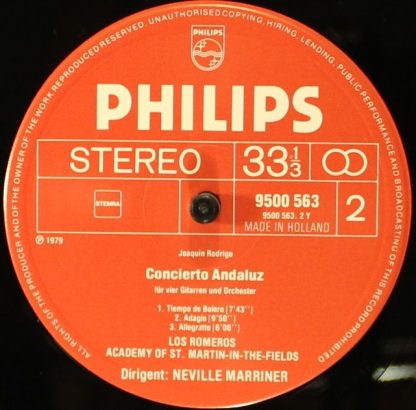 ALL RIGHTS OF THE PRODUCER AND OF THE OWNER OF THE WORK REPRODUCED RESERVED. UNAUTHORISED COPYING, HIRING, LENDING, PUBLIC PERFORMANCE AND BROADCASTING OF THIS RECORD PROHIBITED
PHILIPS
PHILIPS
STEREO
33 1/3
STEMRA
9500 563
9500 563. 2 Y
MADE IN HOLLAND
2
℗ 1979
Joaquin Rodrigo
Concierto Andaluz
für vier Gitarren und Orchester
1. Tiempo de Bolero [7'43"]
2. Adagio [9'50"]
3. Allegratto [6'06"]
LOS ROMEROS
ACADEMY OF ST. MARTIN-IN-THE-FIELDS
Dirigent: NEVILLE MARRINER